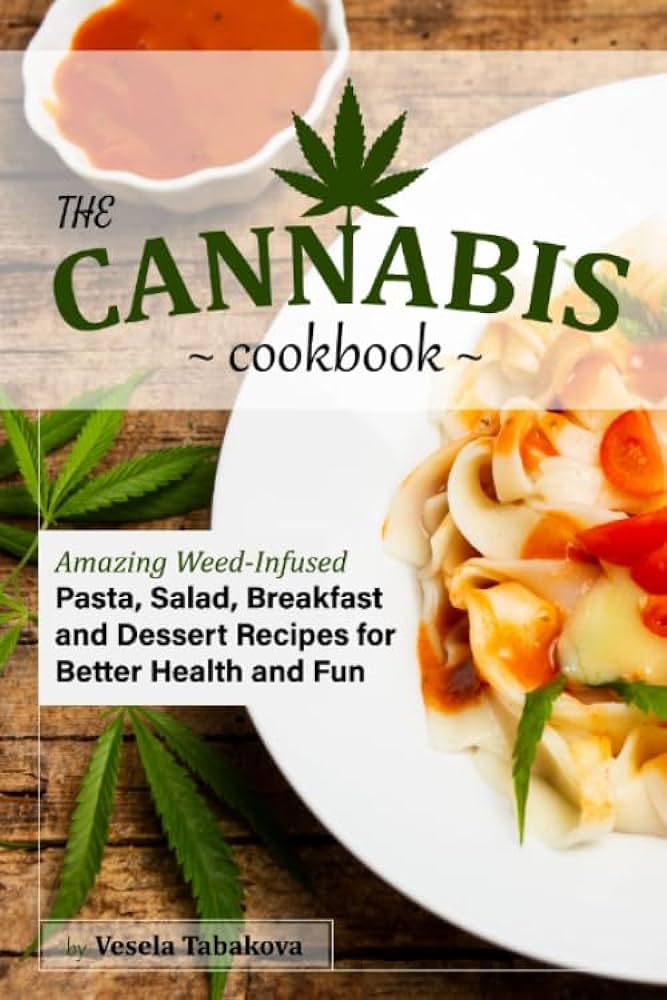 THE
CANNABIS
~ cookbook ~
Amazing Weed-Infused
Pasta, Salad, Breakfast
and Dessert Recipes for
Better Health and Fun
by Vesela Tabakova